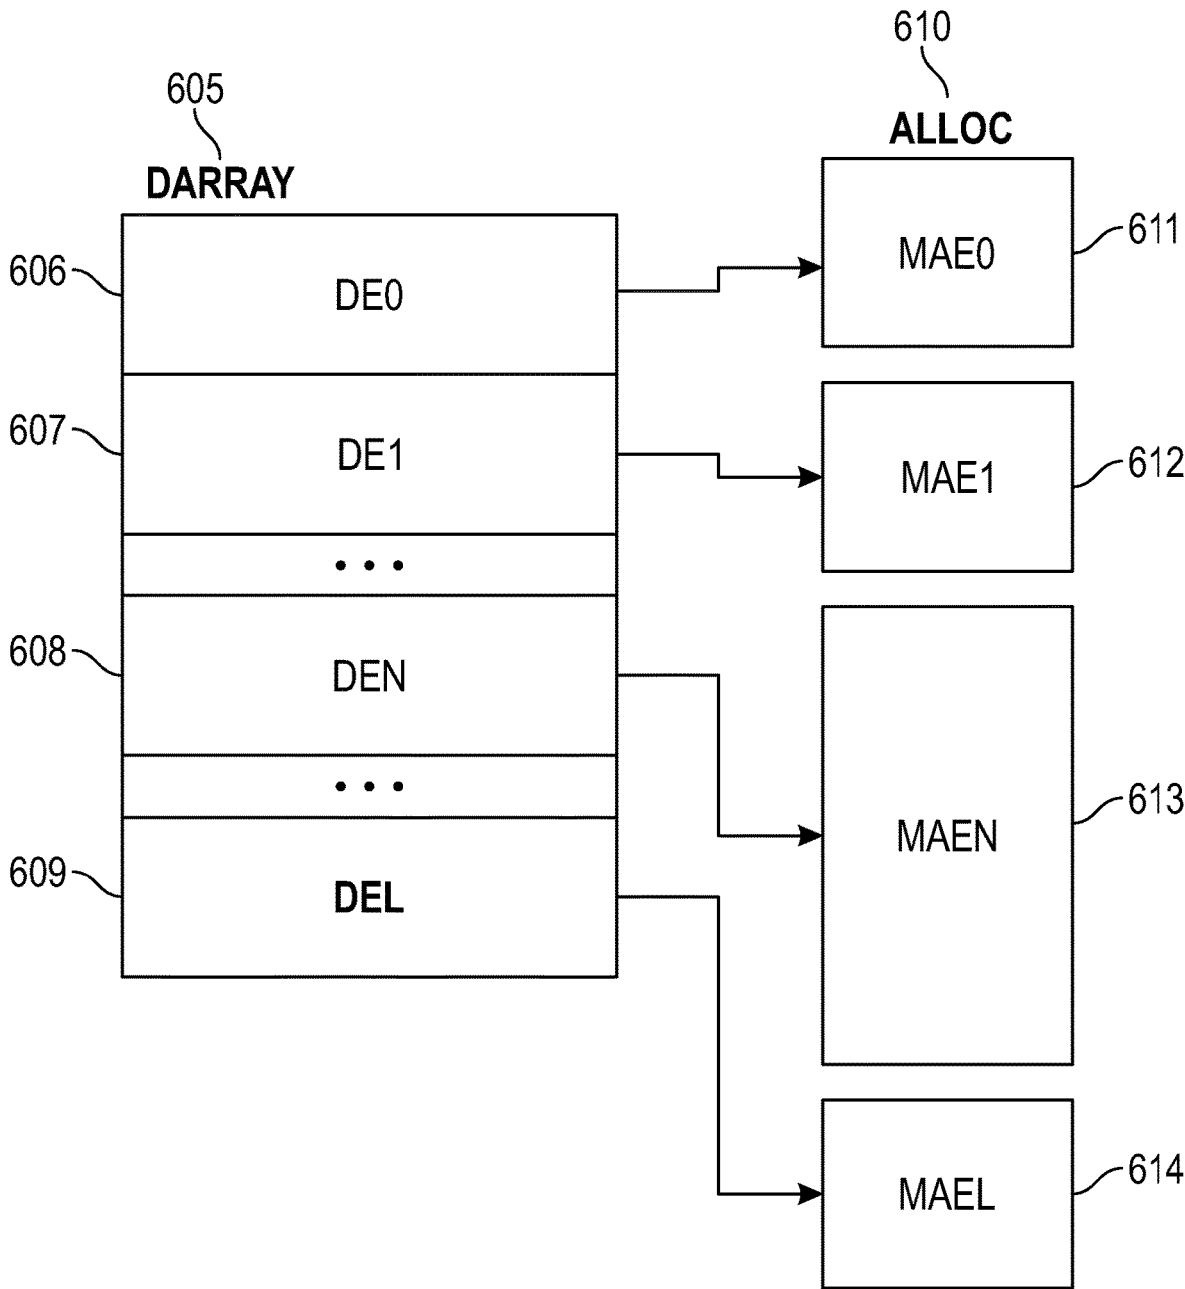 610
ALLOC
605
DARRAY
606
DE0
MAE0
611
607
DE1
MAE1
612
• • •
608
DEN
MAEN
613
• • •
609
DEL
MAEL
614